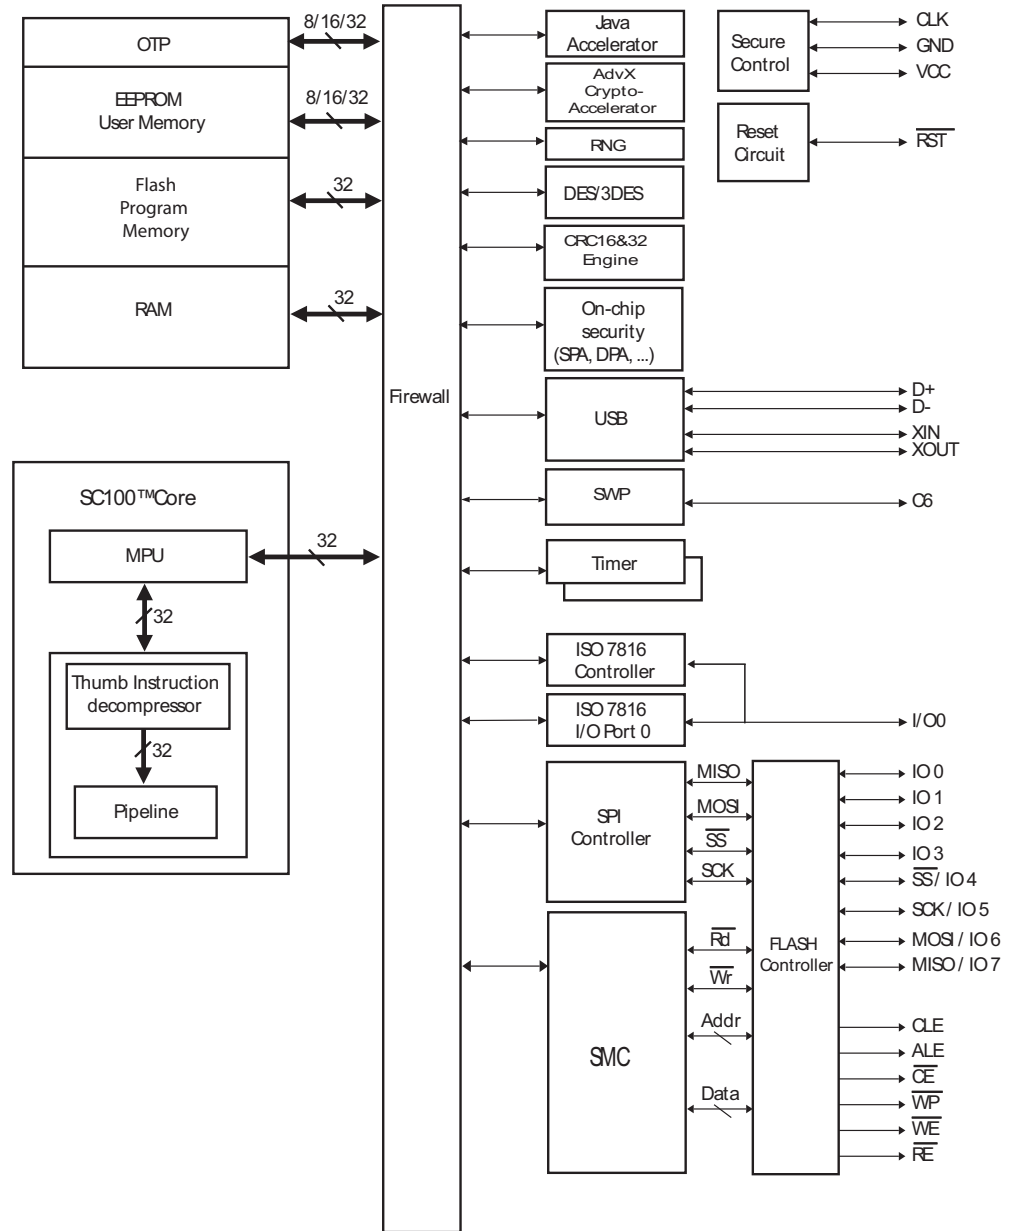 OTP
8/16/32
EEPROM
User Memory
8/16/32
Flash
Program
Memory
32
RAM
32
SC100™Core
MPU
32
32
Thumb Instruction
decompressor
32
Pipeline
Firewall
Java
Accelerator
AdvX
Crypto-
Accelerator
RNG
DES/3DES
CRC16&32
Engine
On-chip
security
(SPA, DPA, ...)
USB
SWP
Timer
ISO 7816
Controller
ISO 7816
I/O Port 0
SPI
Controller
SMC
MISO
MOSI
SS
SCK
Rd
Wr
Addr
Data
FLASH
Controller
Secure
Control
Reset
Circuit
CLK
GND
VCC
RST
D+
D-
XIN
XOUT
C6
I/O0
IO 0
IO 1
IO 2
IO 3
SS/ IO 4
SCK/ IO 5
MOSI / IO 6
MISO / IO 7
CLE
ALE
CE
WP
WE
RE